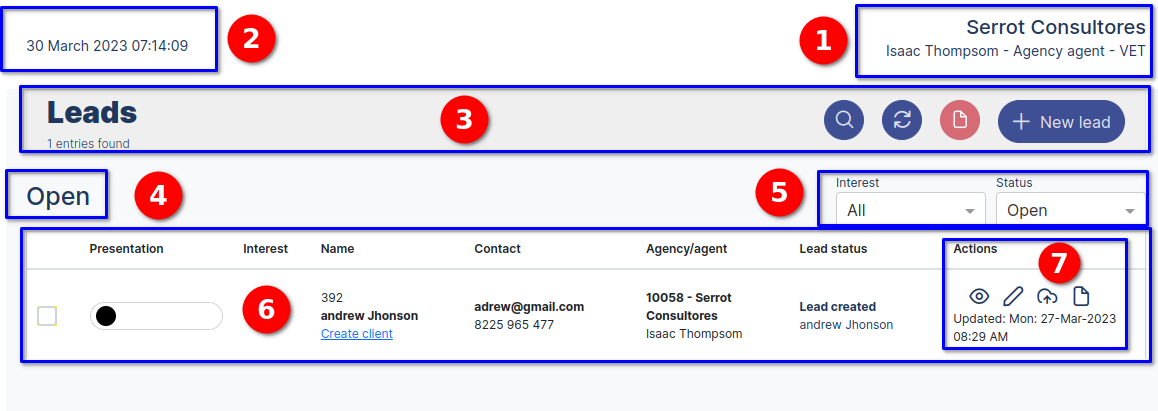 30 March 2023 07:14:09
2
1
Serrot Consultores
Isaac Thompsom - Agency agent - VET
Leads
1 entries found
3
New lead
Open
4
5
Interest
All
Status
Open
Presentation Interest Name Contact Agency/agent Lead status Actions
6
7
392
andrew Jhonson
Create client
adrew@gmail.com
8225 965 477
10058 - Serrot
Consultores
Isaac Thompsom
Lead created
andrew Jhonson
Updated: Mon: 27-Mar-2023
08:29 AM